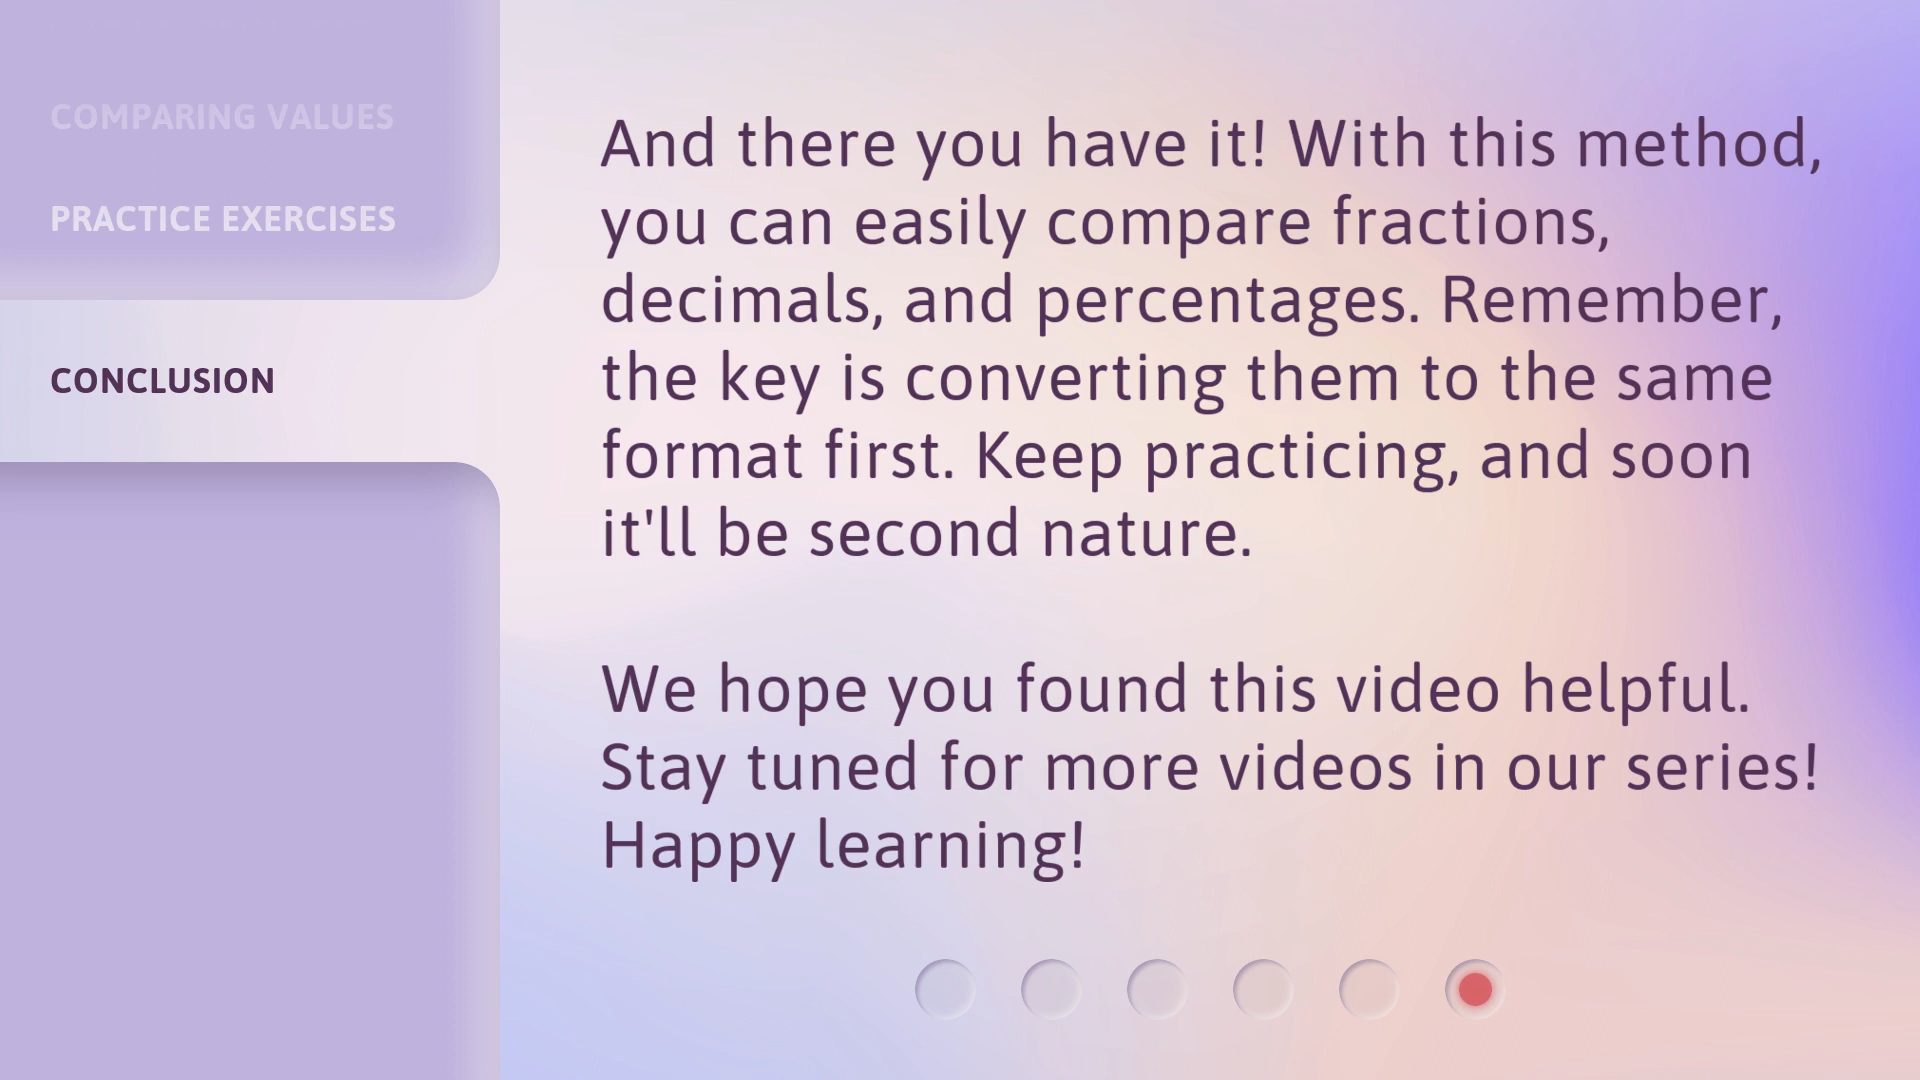 COMPARING VALUES
PRACTICE EXERCISES
CONCLUSION
And there you have it! With this method,
you can easily compare fractions,
decimals, and percentages. Remember,
the key is converting them to the same
format first. Keep practicing, and soon
it'll be second nature.
We hope you found this video helpful.
Stay tuned for more videos in our series!
Happy learning!